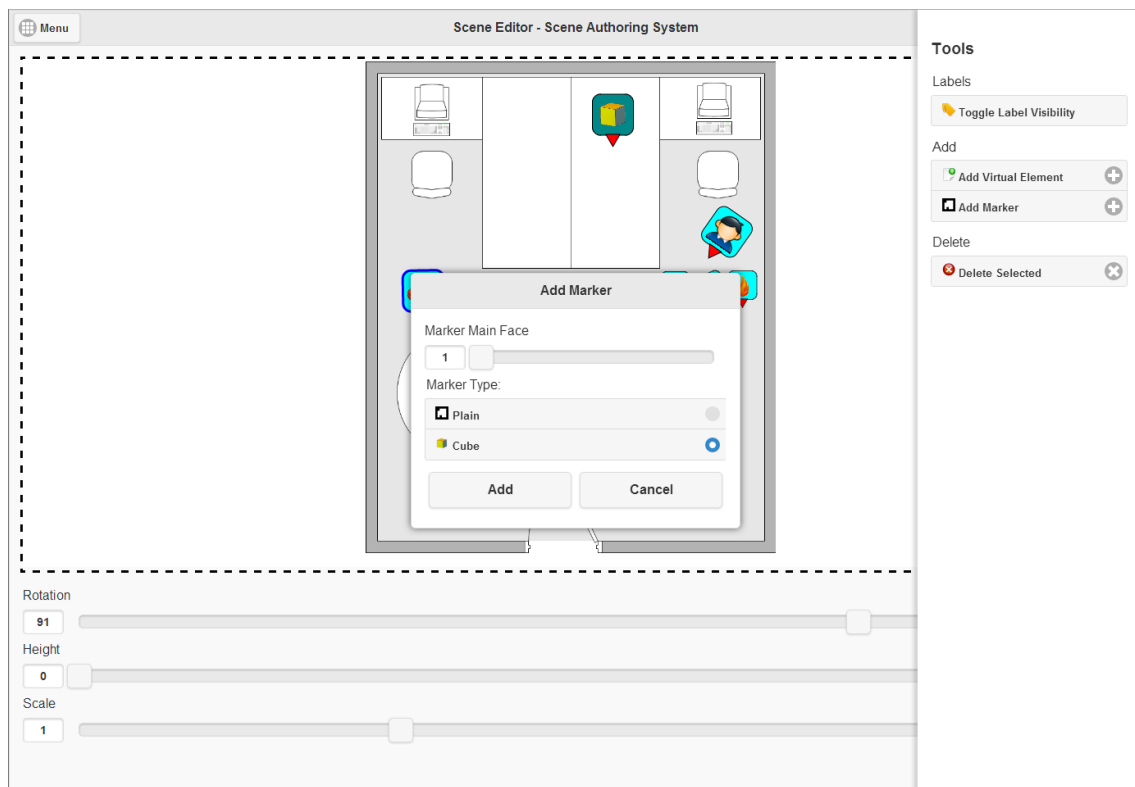 Menu
Scene Editor - Scene Authoring System
Tools
Labels
Toggle Label Visibility
Add
Add Virtual Element
Add Marker
Delete
Delete Selected
Add Marker
Marker Main Face
1
Marker Type:
Plain
Cube
Add Cancel
Rotation
91
Height
0
Scale
1